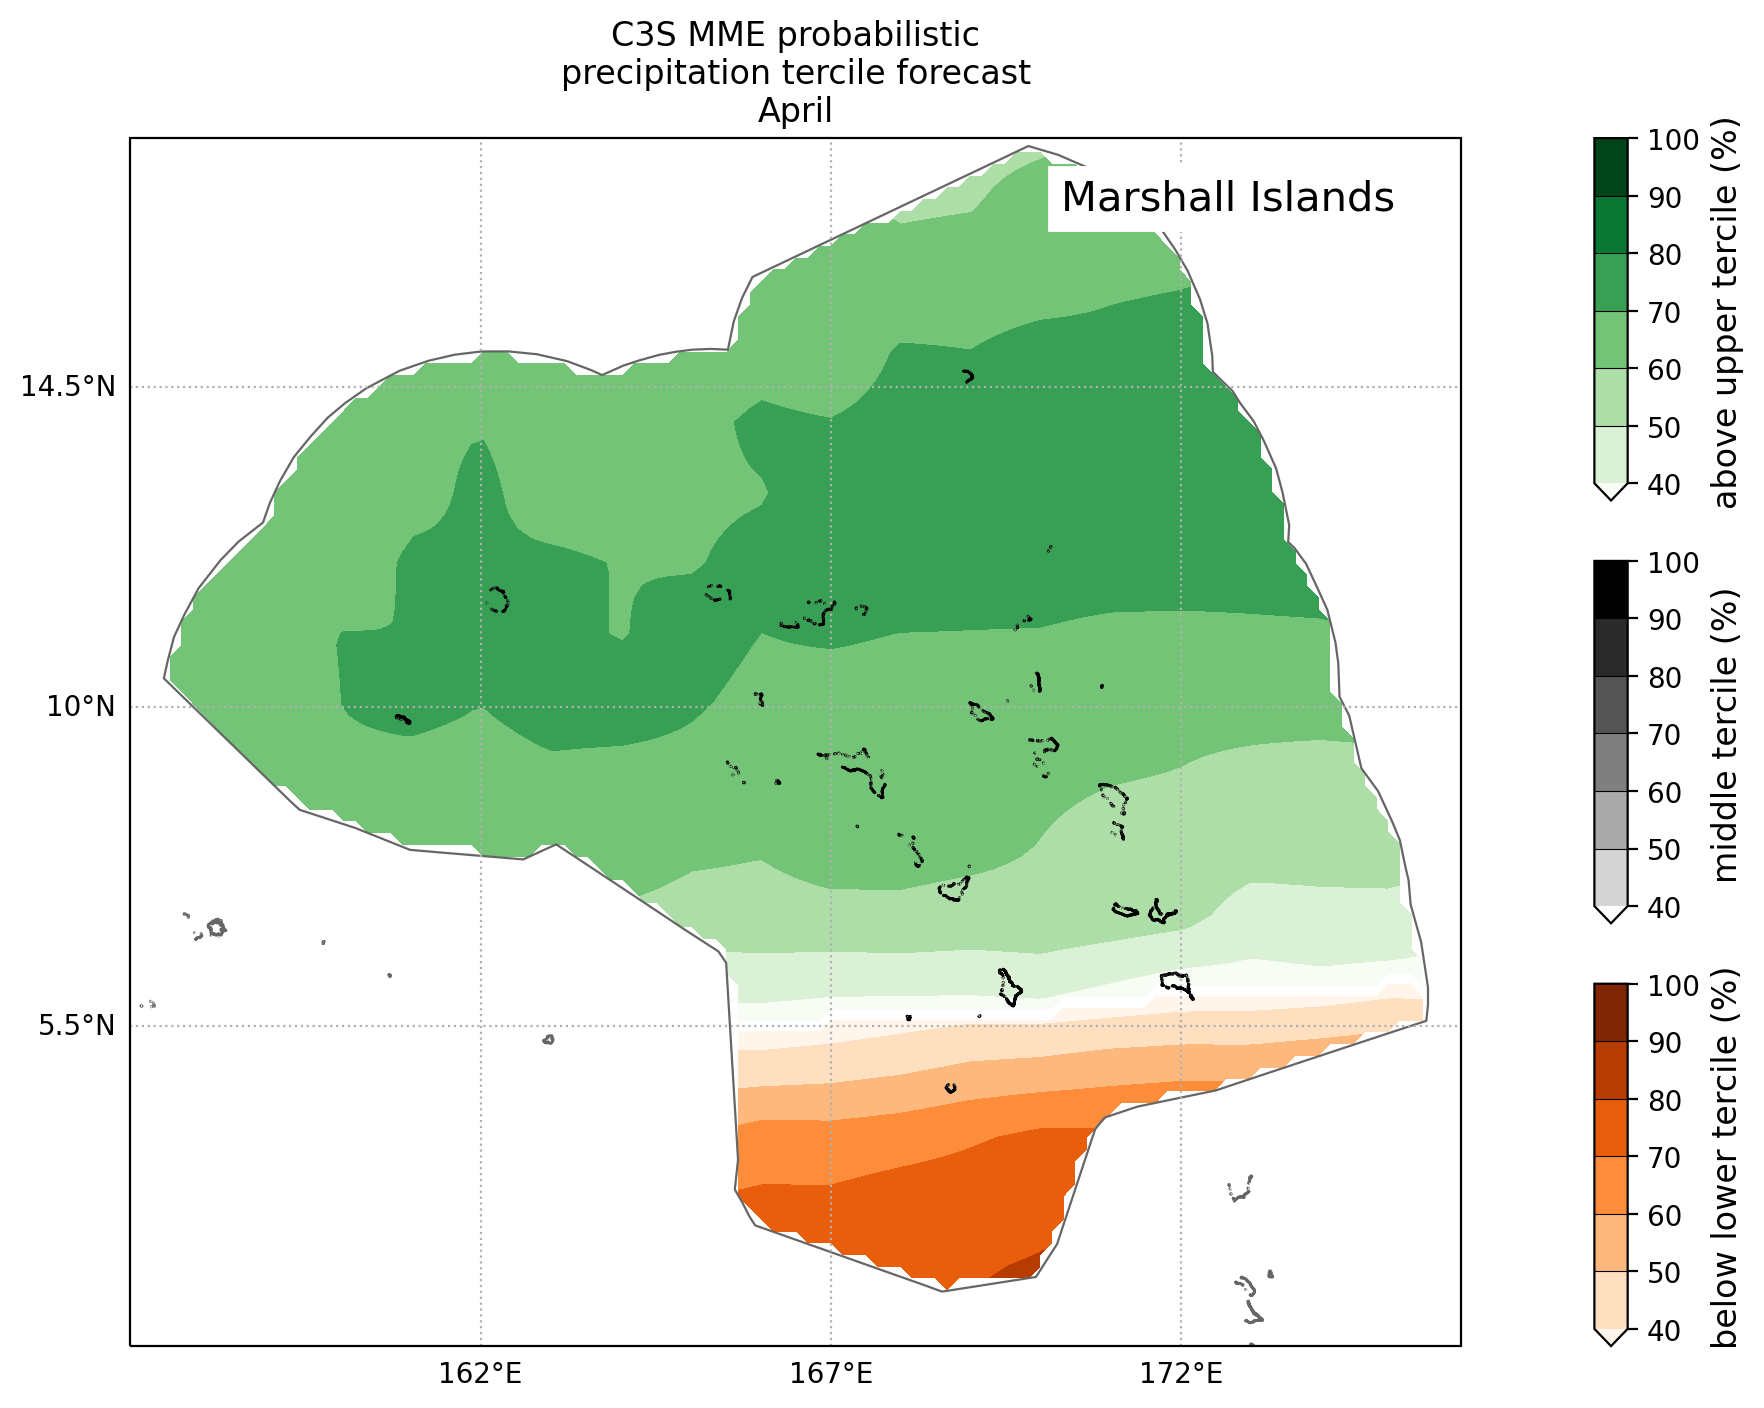 C3S MME probabilistic
precipitation tercile forecast
April
Marshall Islands
14.5°N
10°N
5.5°N
162°E
167°E
172°E
100
90
80
70
60
50
40
above upper tercile (%)
100
90
80
70
60
50
40
middle tercile (%)
100
90
80
70
60
50
40
below lower tercile (%)